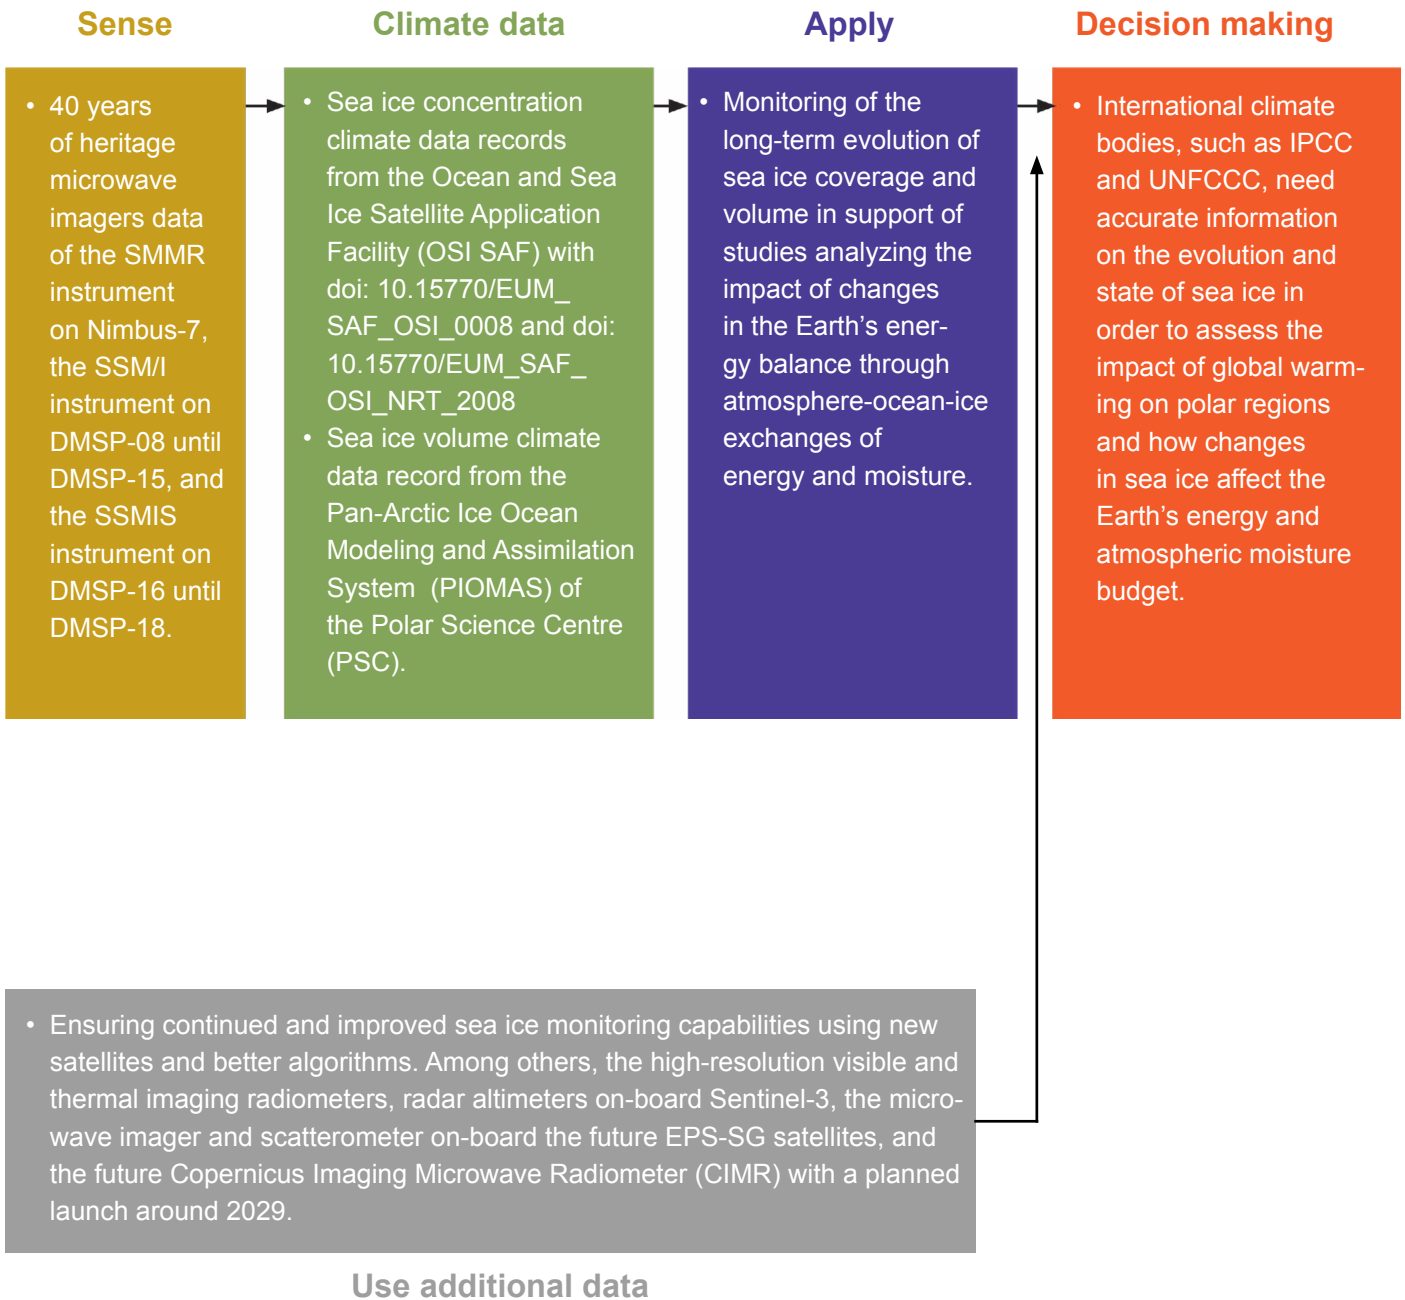 Sense
• 40 years
of heritage
microwave
imagers data
of the SMMR
instrument
on Nimbus-7,
the SSM/I
instrument on
DMSP-08 until
DMSP-15, and
the SSMIS
instrument on
DMSP-16 until
DMSP-18.
Climate data
• Sea ice concentration
climate data records
from the Ocean and Sea
Ice Satellite Application
Facility (OSI SAF) with
doi: 10.15770/EUM_
SAF_OSI_0008 and doi:
10.15770/EUM_SAF_
OSI_NRT_2008
• Sea ice volume climate
data record from the
Pan-Arctic Ice Ocean
Modeling and Assimilation
System (PIOMAS) of
the Polar Science Centre
(PSC).
Apply
• Monitoring of the
long-term evolution of
sea ice coverage and
volume in support of
studies analyzing the
impact of changes
in the Earth’s ener-
gy balance through
atmosphere-ocean-ice
exchanges of
energy and moisture.
Decision making
• International climate
bodies, such as IPCC
and UNFCCC, need
accurate information
on the evolution and
state of sea ice in
order to assess the
impact of global warm-
ing on polar regions
and how changes
in sea ice affect the
Earth’s energy and
atmospheric moisture
budget.
• Ensuring continued and improved sea ice monitoring capabilities using new
satellites and better algorithms. Among others, the high-resolution visible and
thermal imaging radiometers, radar altimeters on-board Sentinel-3, the micro-
wave imager and scatterometer on-board the future EPS-SG satellites, and
the future Copernicus Imaging Microwave Radiometer (CIMR) with a planned
launch around 2029.
Use additional data